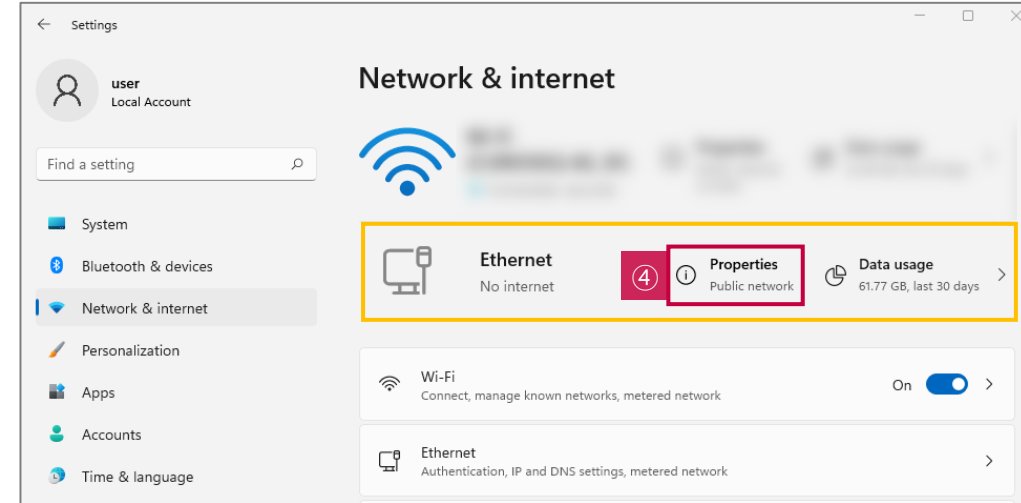 Settings
user
Local Account
Find a setting
System
Bluetooth & devices
Network & internet
Personalization
Apps
Accounts
Time & language
Network & internet
Ethernet
No internet
④
Properties
Public network
Data usage
61.77 GB, last 30 days
Wi-Fi
Connect, manage known networks, metered network
On
Ethernet
Authentication, IP and DNS settings, metered network